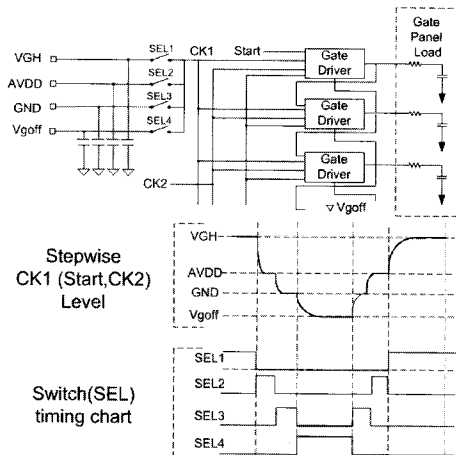 VGH
AVDD
GND
Vgoff
SEL1
SEL2
SEL3
SEL4
CK1
Start
CK2
Gate Driver
Gate Driver
Gate Driver
Vgoff
Gate Panel Load
Stepwise
CK1 (Start,CK2)
Level
VGH
AVDD
GND
Vgoff
Switch(SEL)
timing chart
SEL1
SEL2
SEL3
SEL4